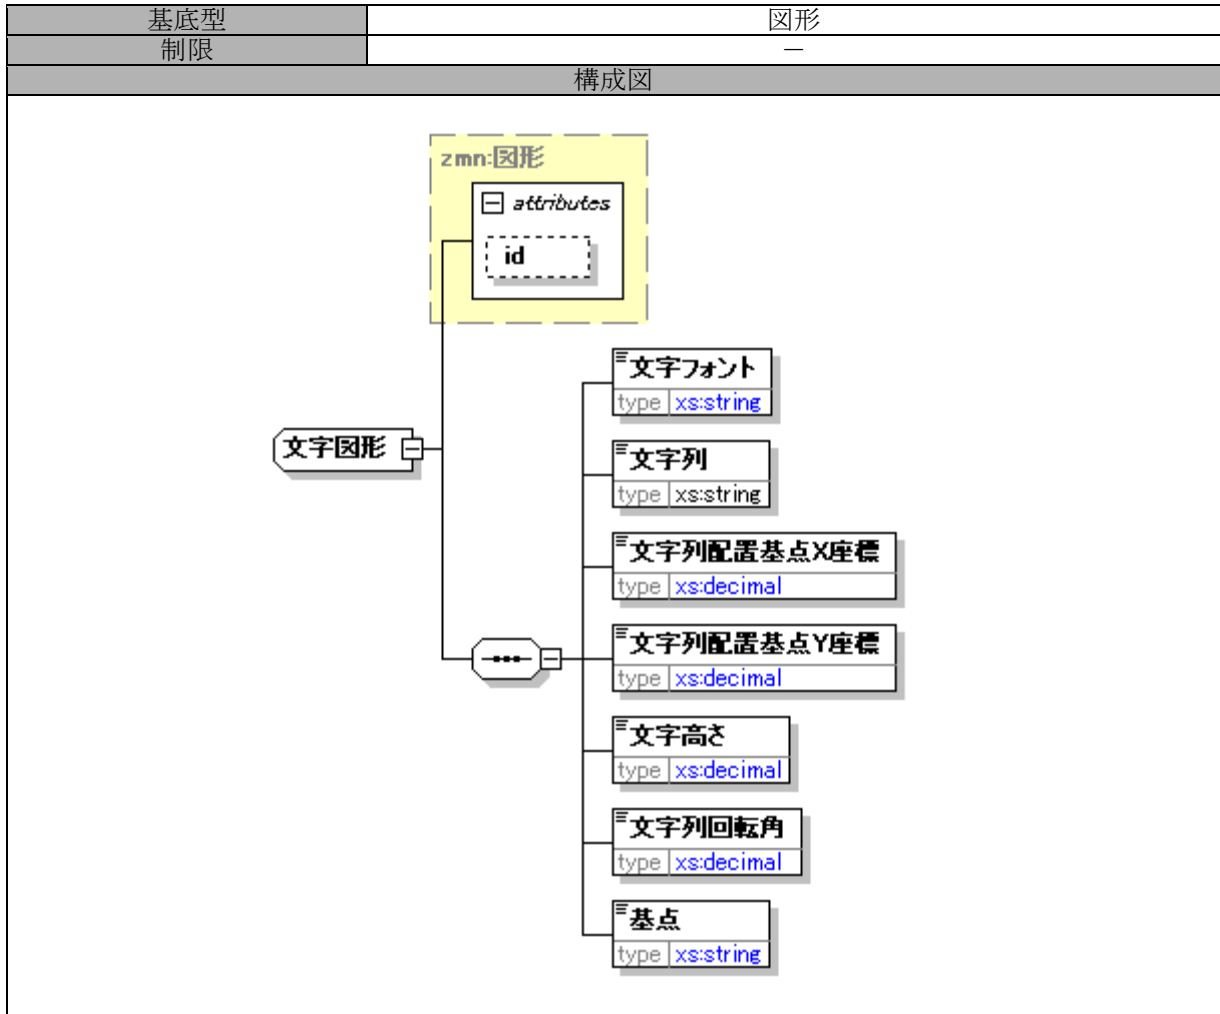 基底型 図形
制限 －
構成図
zmn:図形
attributes
id
文字フォント
type xs:string
文字図形
文字列
type xs:string
文字列配置基点X座標
type xs:decimal
文字列配置基点Y座標
type xs:decimal
文字高さ
type xs:decimal
文字列回転角
type xs:decimal
基点
type xs:string